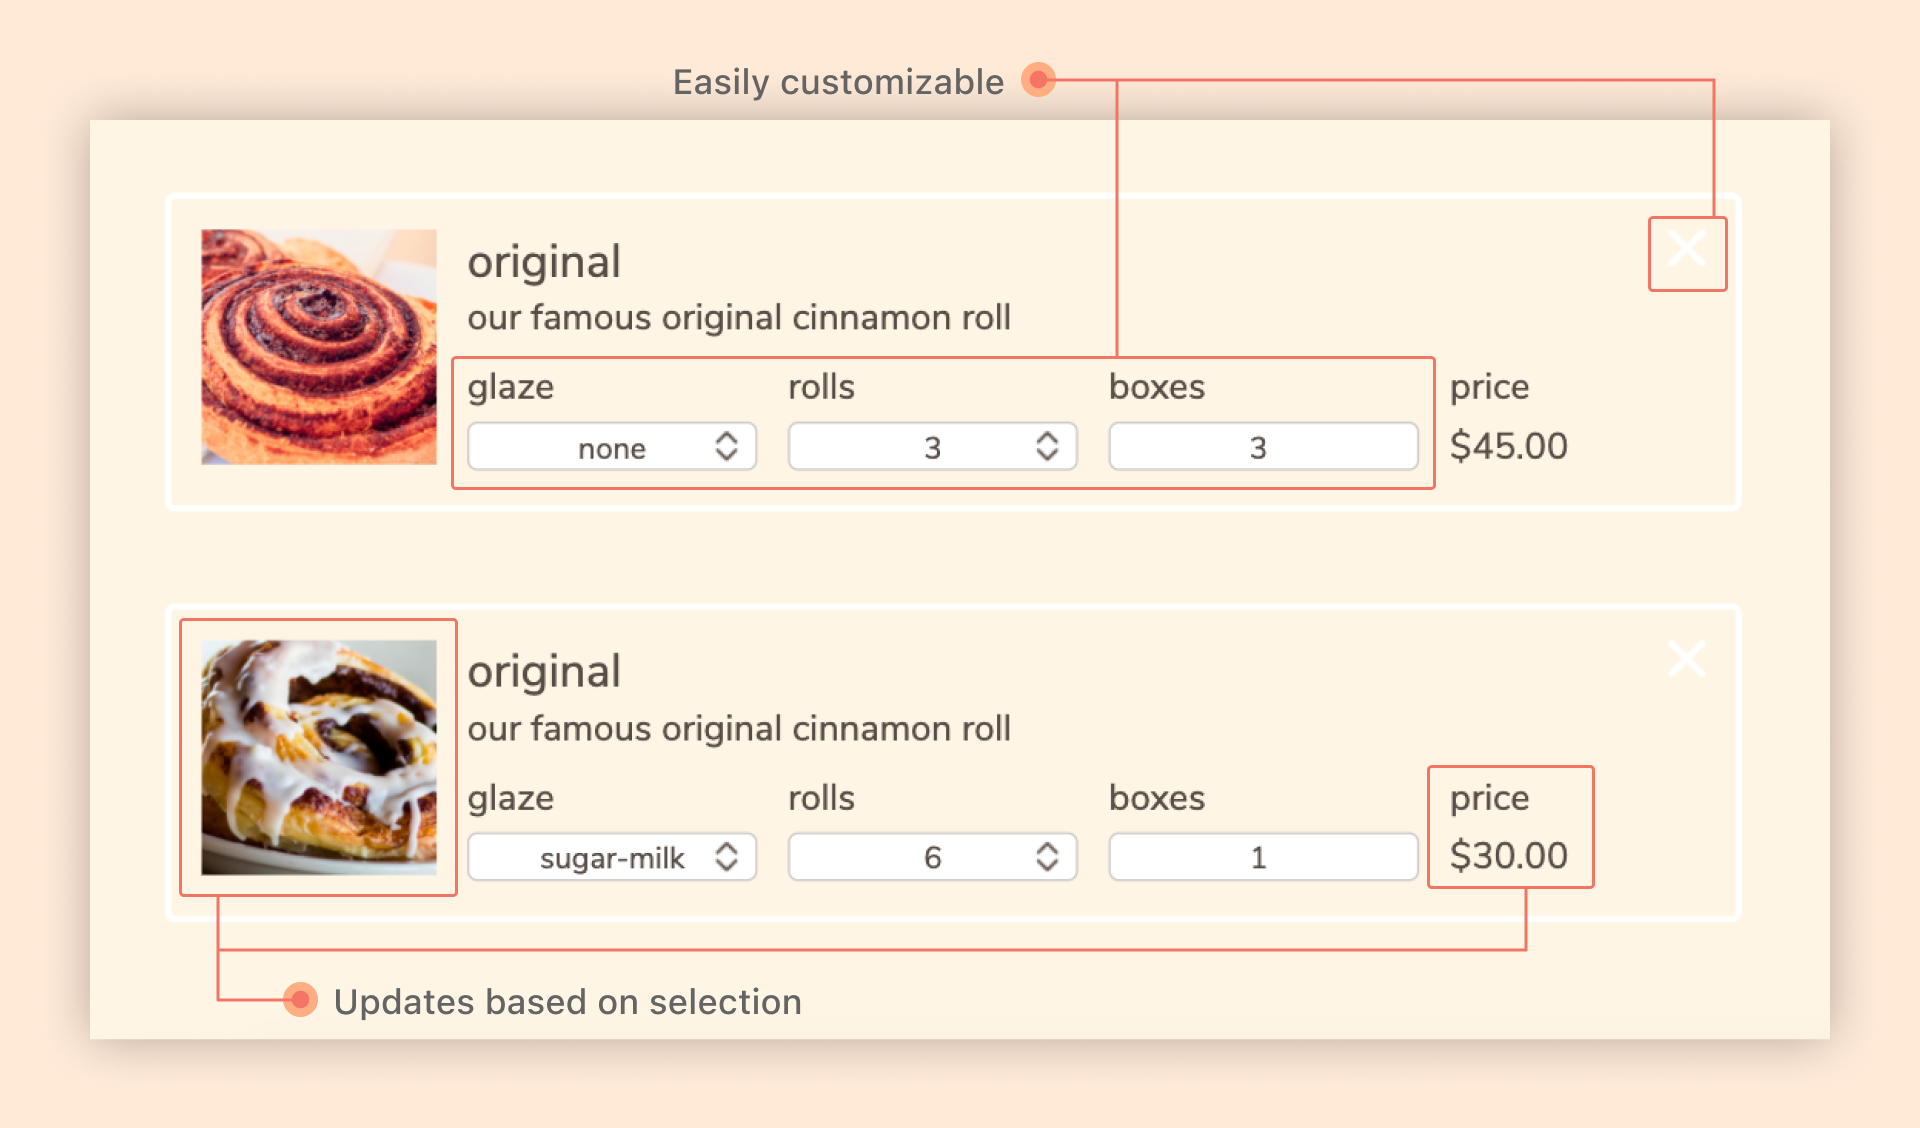 Easily customizable
original
our famous original cinnamon roll
glaze rolls boxes price
none 3 3 $45.00
original
our famous original cinnamon roll
glaze rolls boxes price
sugar-milk 6 1 $30.00
Updates based on selection